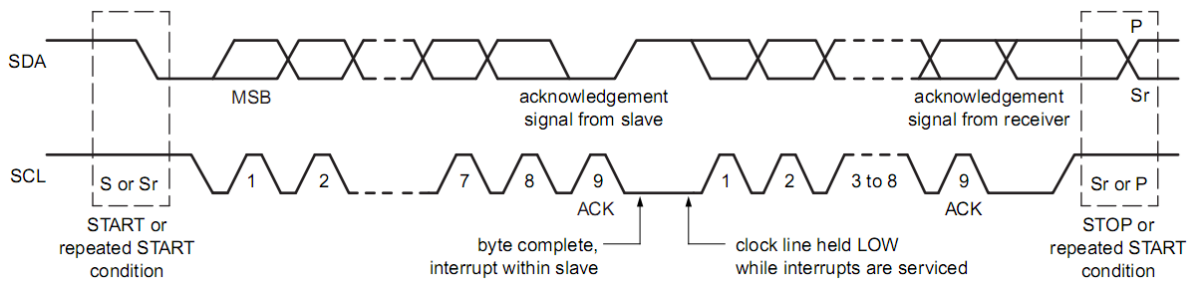 P
SDA
MSB
acknowledgement
signal from slave
acknowledgement
signal from receiver
Sr
SCL
S or Sr
1
2
7
8
9
1
2
3 to 8
9
Sr or P
ACK
ACK
START or
repeated START
condition
byte complete,
interrupt within slave
clock line held LOW
while interrupts are serviced
STOP or
repeated START
condition